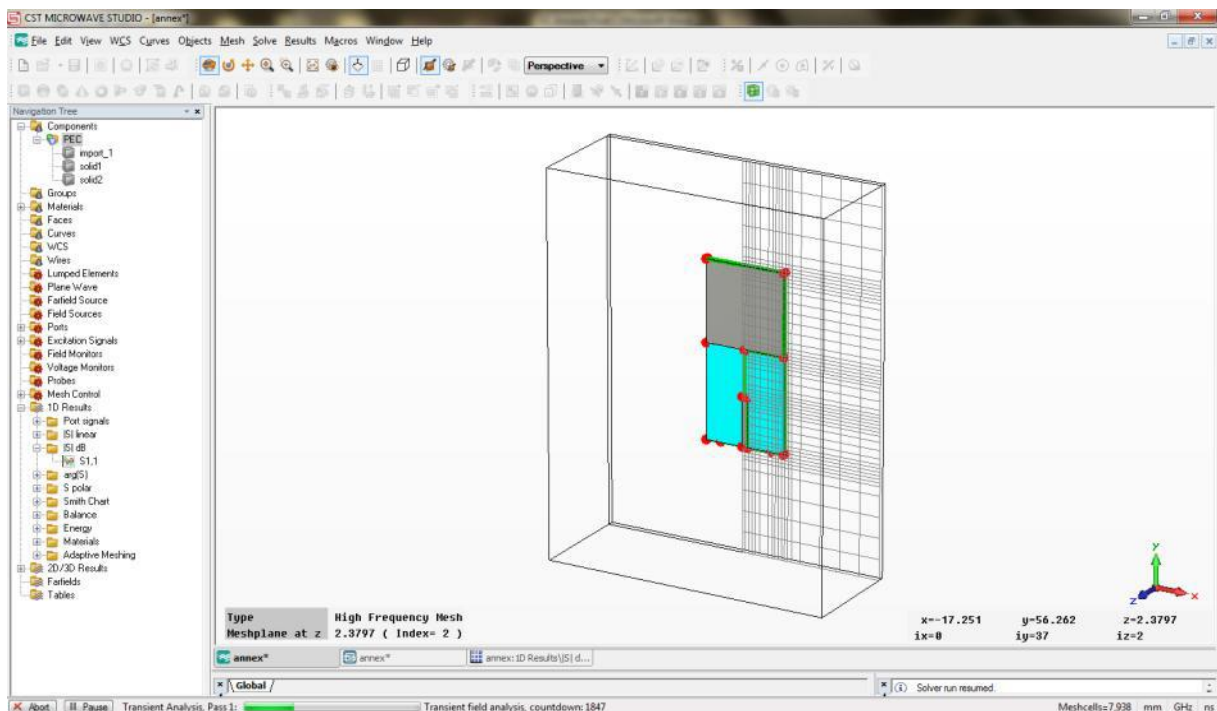 CST MICROWAVE STUDIO - [annex*]
File Edit View WCS Curves Objects Mesh Solve Results Macros Window Help
Perspective
Navigation Tree
Components
PEC
import_1
solid1
solid2
Groups
Materials
Faces
Curves
WCS
Wires
Lumped Elements
Plane Wave
Farfield Source
Field Sources
Ports
Excitation Signals
Field Monitors
Voltage Monitors
Probes
Mesh Control
1D Results
Port signals
|S| linear
|S| dB
S1,1
arg(S)
S polar
Smith Chart
Balance
Energy
Materials
Adaptive Meshing
2D/3D Results
Farfields
Tables
y
x
z
Type High Frequency Mesh
Meshplane at z 2.3797 ( Index= 2 )
x=-17.251 y=56.262 z=2.3797
ix=0 iy=37 iz=2
annex* annex* annex: 1D Results\|S| d...
Global
Solver run resumed.
Abort Pause Transient Analysis, Pass 1: Transient field analysis, countdown: 1847 Meshcells=7.938 mm GHz ns